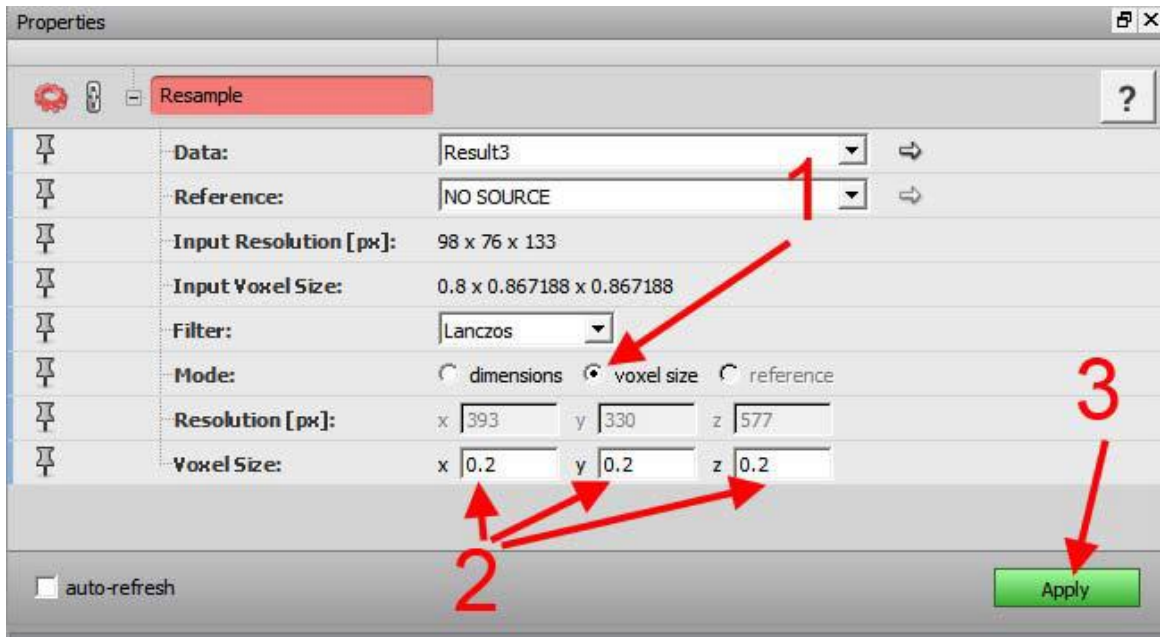 Properties
Resample
?
Data: Result3
1
Reference: NO SOURCE
Input Resolution [px]: 98 x 76 x 133
Input Voxel Size: 0.8 x 0.867188 x 0.867188
Filter: Lanczos
Mode: dimensions voxel size reference
3
Resolution [px]: x 393 y 330 z 577
Voxel Size: x 0.2 y 0.2 z 0.2
2
auto-refresh Apply